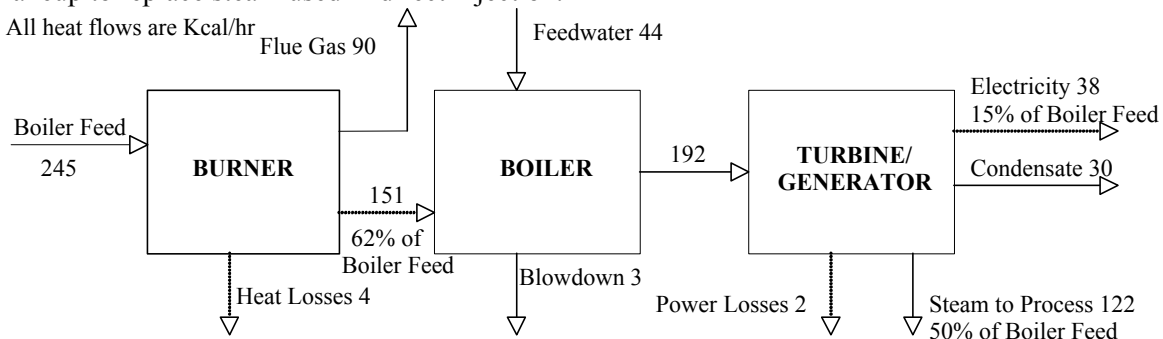 All heat flows are Kcal/hr
Flue Gas 90
Feedwater 44
Electricity 38
15% of Boiler Feed
Boiler Feed
245
BURNER
151
62% of
Boiler Feed
BOILER
192
TURBINE/
GENERATOR
Condensate 30
Heat Losses 4
Blowdown 3
Power Losses 2
Steam to Process 122
50% of Boiler Feed